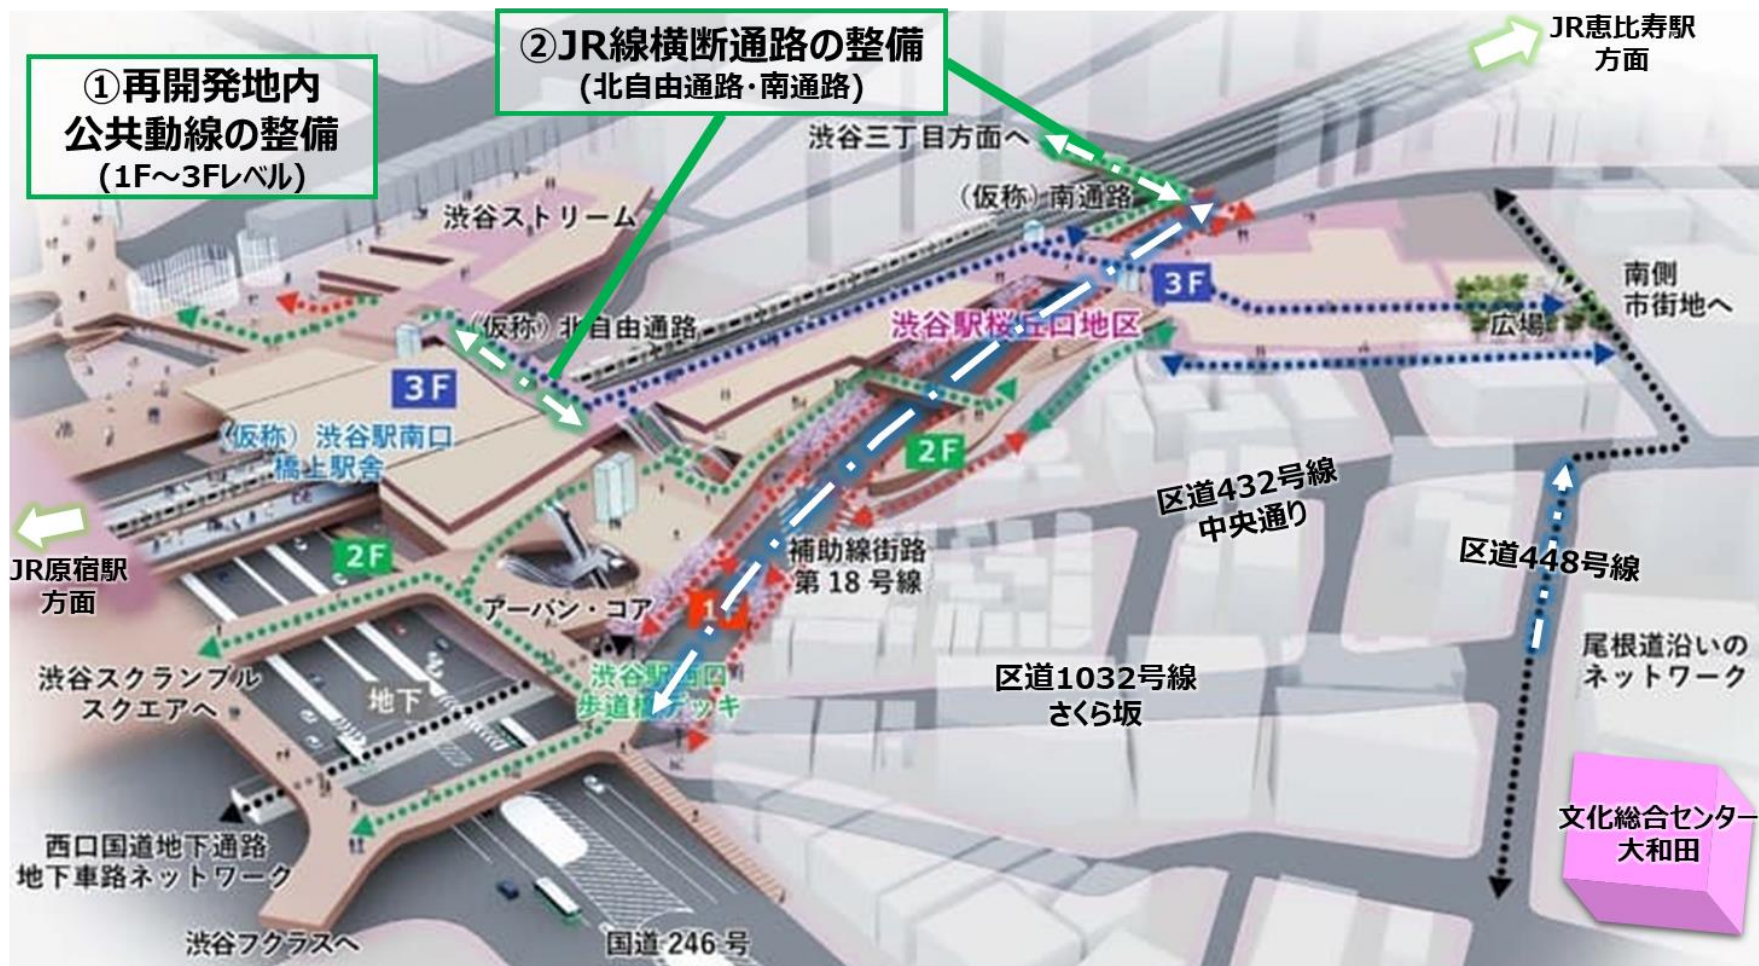 ①再開発地内
公共動線の整備
(1F～3Fレベル)
②JR線横断通路の整備
(北自由通路・南通路)
JR恵比寿駅
方面
渋谷三丁目方面へ
渋谷ストリーム
(仮称)南通路
南側
市街地へ
3F
(仮称)北自由通路
渋谷駅桜丘口地区
広場
3F
(仮称)渋谷駅南口
橋上駅舎
2F
区道432号線
中央通り
2F
補助線街路
第18号線
区道448号線
JR原宿駅
方面
アーバン・コア
1
尾根道沿いの
ネットワーク
渋谷スクランブル
スクエアへ
地下
渋谷駅西口
歩道橋デッキ
区道1032号線
さくら坂
文化総合センター
大和田
西口国道地下通路
地下車路ネットワーク
渋谷フクラスへ
国道246号